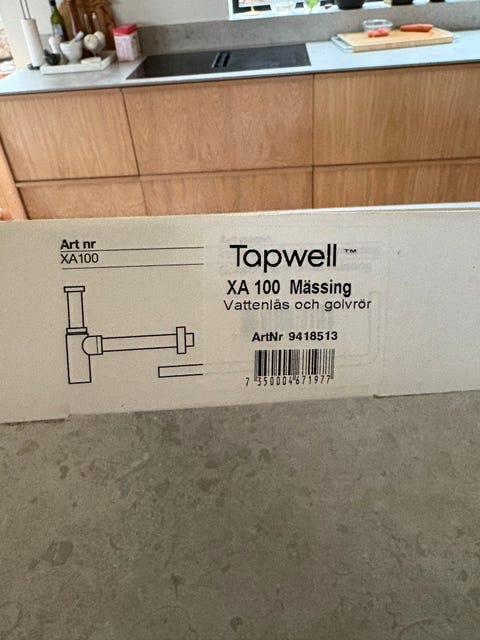 Art nr
XA100
Tapwell™
XA 100 Mässing
Vattenlås och golvrör
ArtNr 9418513
7 350004 671977